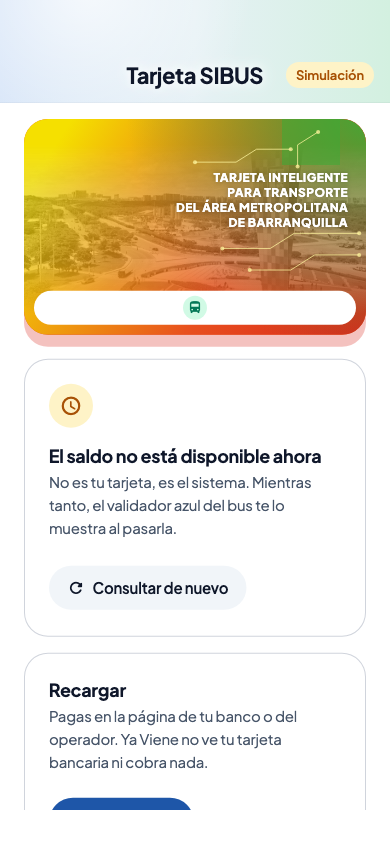 Tarjeta SIBUS
Simulación
TARJETA INTELIGENTE
PARA TRANSPORTE
DEL ÁREA METROPOLITANA
DE BARRANQUILLA
El saldo no está disponible ahora
No es tu tarjeta, es el sistema. Mientras
tanto, el validador azul del bus te lo
muestra al pasarla.
Consultar de nuevo
Recargar
Pagas en la página de tu banco o del
operador. Ya Viene no ve tu tarjeta
bancaria ni cobra nada.